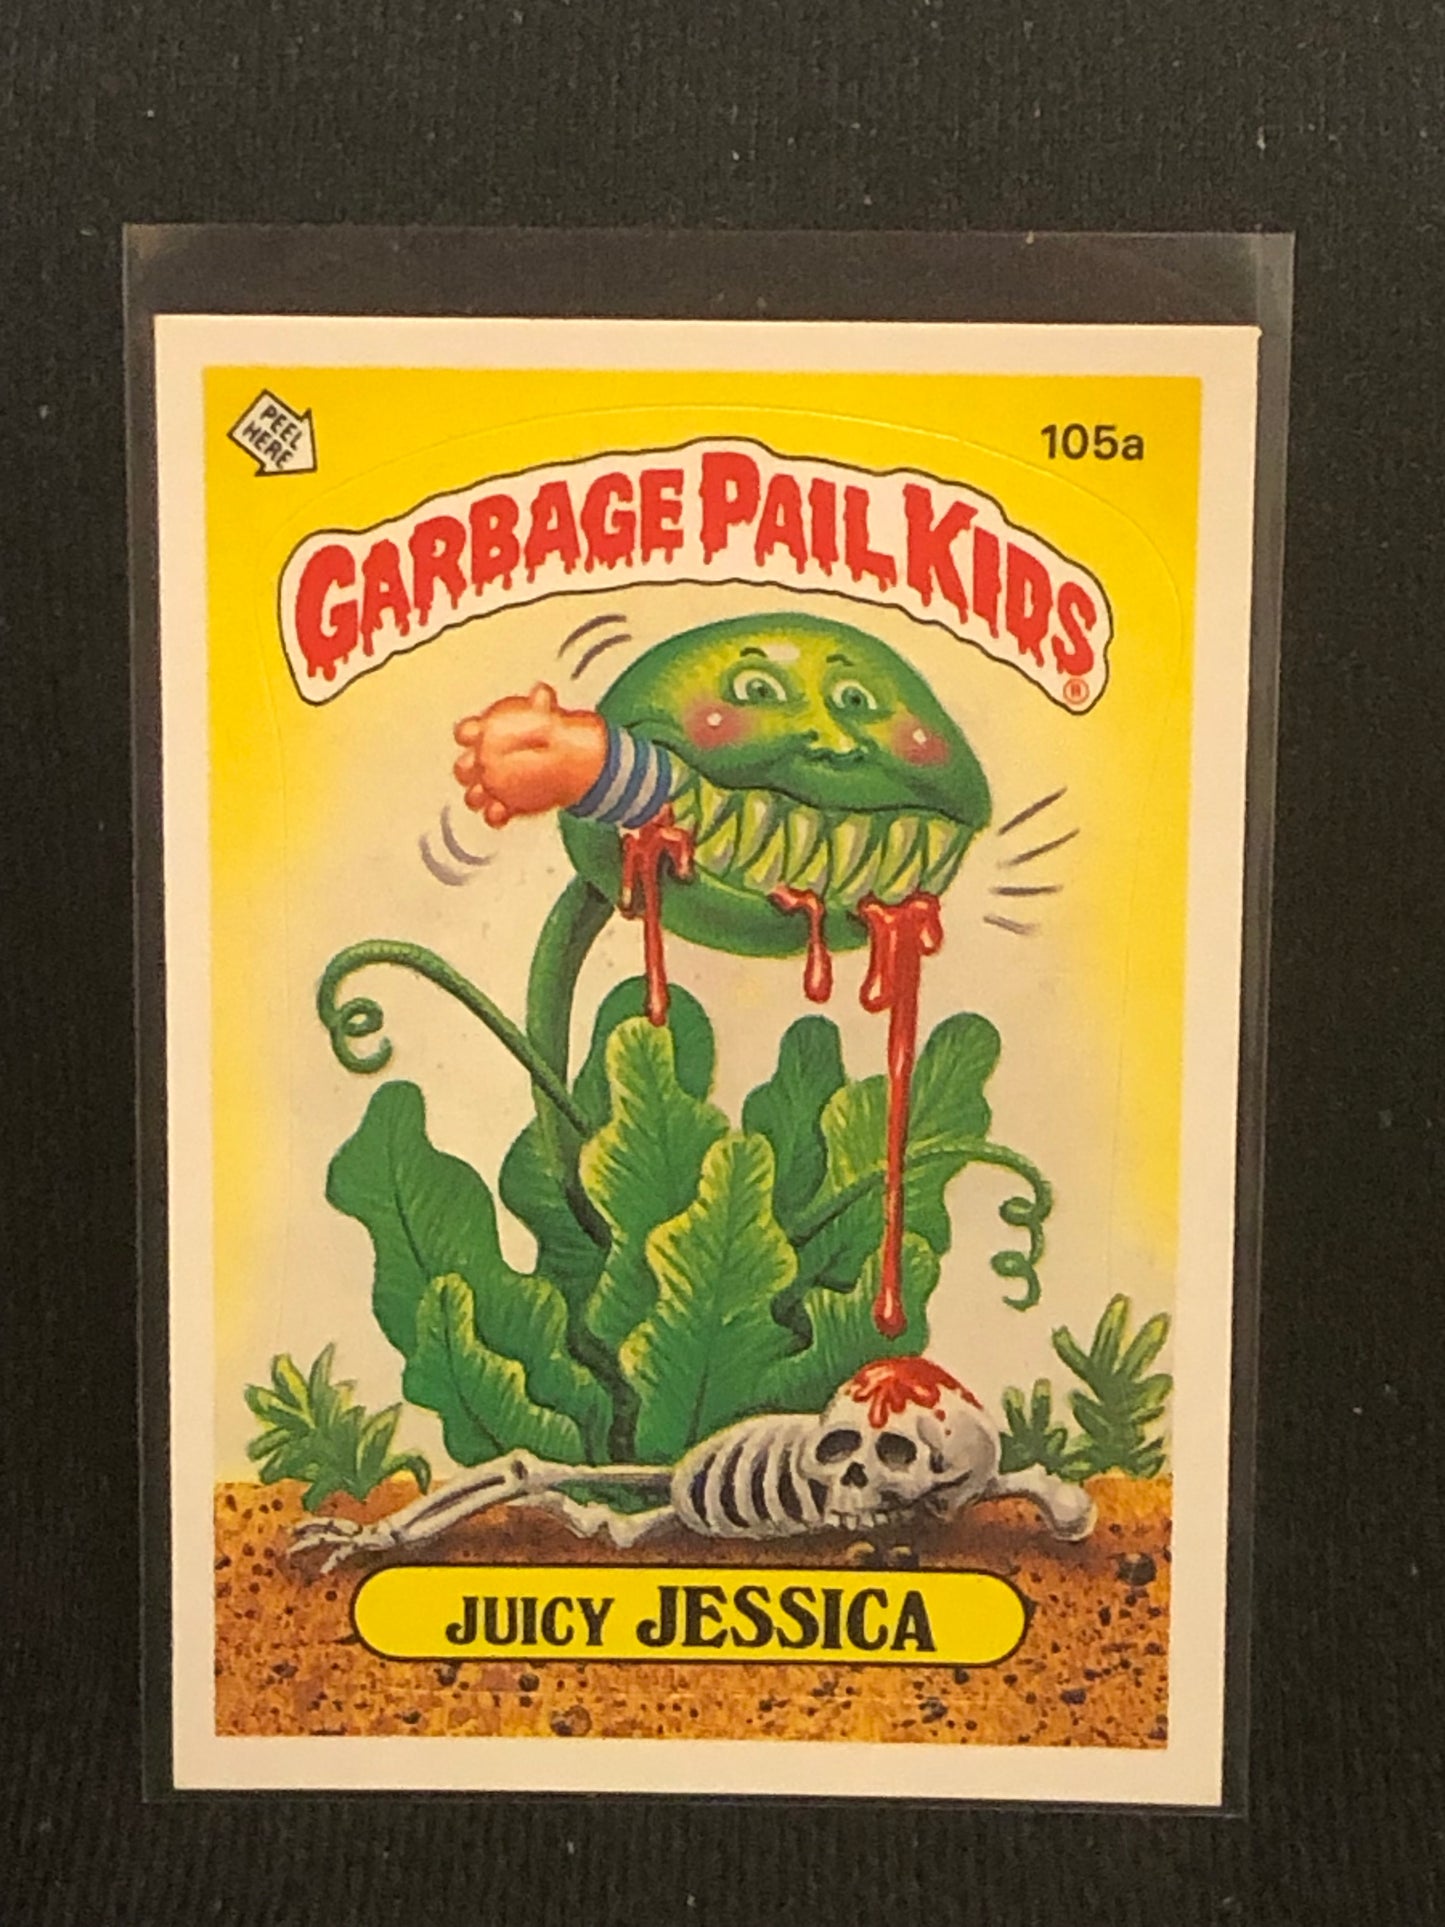 PEEL
HERE
105a
GARBAGE PAIL KIDS
®
JUICY JESSICA